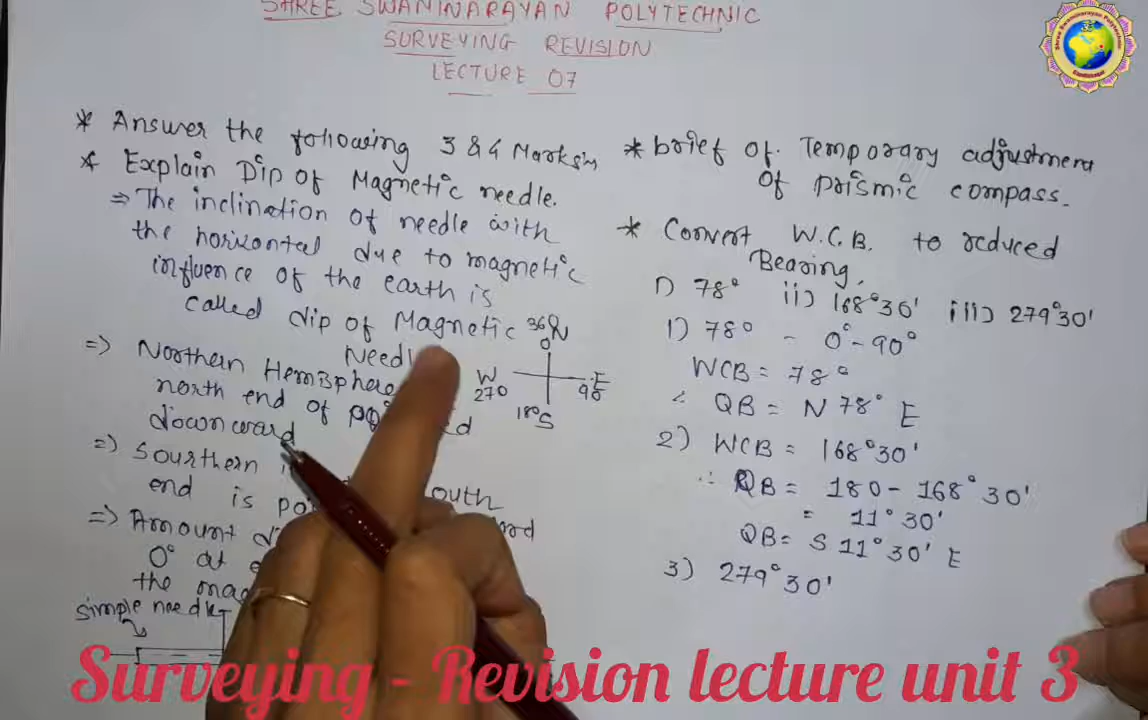 SHREE SWAMINARAYAN POLYTECHNIC
SURVEYING REVISION
LECTURE 07
* Answer the following 3 & 4 Marks
* Explain Dip of Magnetic needle.
⇒ The inclination of needle with
the horizontal due to magnetic
influence of the earth is
called dip of Magnetic
Needl
⇒ Northern Hemisphere
north end of
downward
⇒ Sourthern
end is outh
⇒ Amount
0° at
the mag
simple needle
360 N
0
W
270
E
90
180 S
* brief of Temporary adjustment
of prismic compass.
* Convert W.C.B. to reduced
Bearing.
1) 78° ii) 168°30' iii) 279°30'
1) 78° - 0°-90°
WCB = 78°
∴ QB = N 78° E
2) WCB = 168°30'
∴ QB = 180 - 168°30'
= 11°30'
QB = S 11°30' E
3) 279°30'
Surveying - Revision lecture unit 3